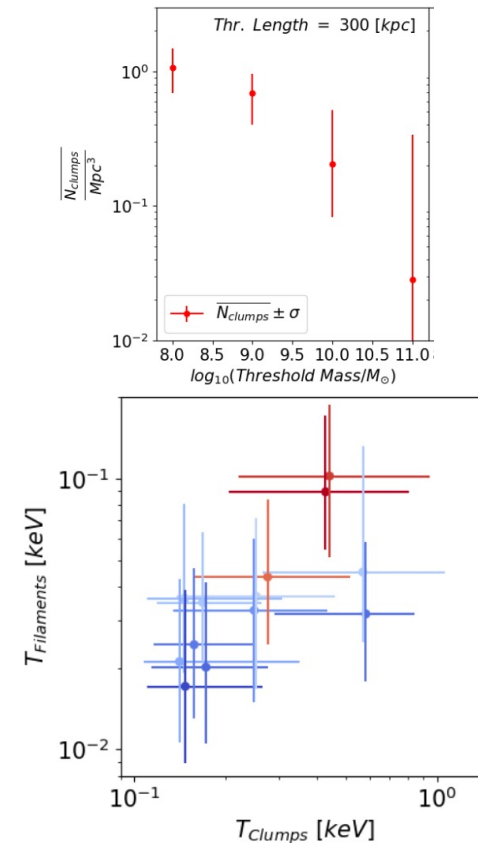 Thr. Length = 300 [kpc]
10⁰
10⁻¹
10⁻²
N_clumps / Mpc³
N_clumps ± σ
8.0 8.5 9.0 9.5 10.0 10.5 11.0
log₁₀(Threshold Mass/M☉)
10⁻¹
10⁻²
T_Filaments [keV]
10⁻¹ 10⁰
T_Clumps [keV]